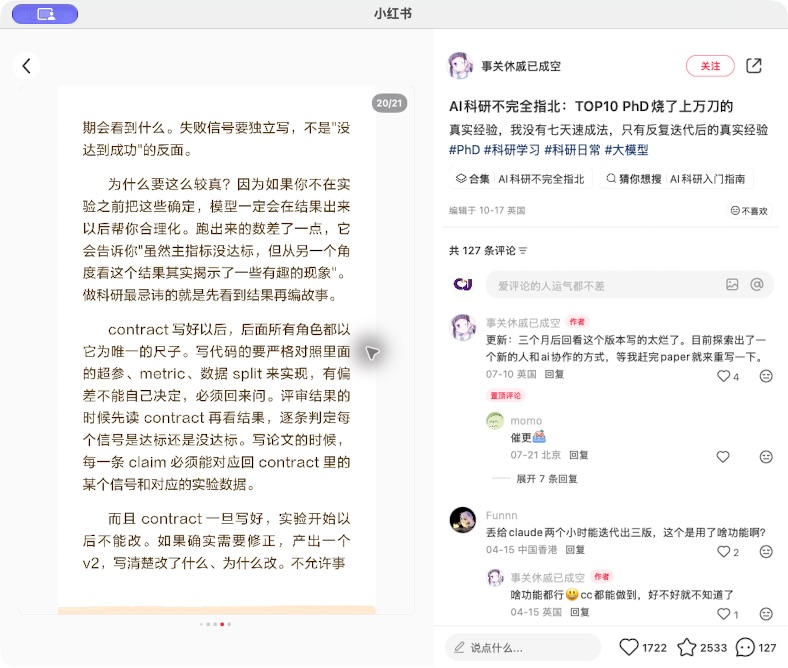 小红书
20/21
期会看到什么。失败信号要独立写，不是"没
达到成功"的反面。
为什么要这么较真？因为如果你不在实
验之前把这些确定，模型一定会在结果出来
以后帮你合理化。跑出来的数差了一点，它
会告诉你"虽然主指标没达标，但从另一个角
度看这个结果其实揭示了一些有趣的现象"。
做科研最忌讳的就是先看到结果再编故事。
contract 写好以后，后面所有角色都以
它为唯一的尺子。写代码的要严格对照里面
的超参、metric、数据 split 来实现，有偏
差不能自己决定，必须回来问。评审结果的
时候先读 contract 再看结果，逐条判定每
个信号是达标还是没达标。写论文的时候，
每一条 claim 必须能对应回 contract 里的
某个信号和对应的实验数据。
而且 contract 一旦写好，实验开始以
后不能改。如果确实需要修正，产出一个
v2，写清楚改了什么、为什么改。不允许事
事关休戚已成空
关注
AI科研不完全指北：TOP10 PhD烧了上万刀的
真实经验，我没有七天速成法，只有反复迭代后的真实经验
#PhD #科研学习 #科研日常 #大模型
合集 AI科研不完全指北 猜你想搜 AI科研入门指南
编辑于 10-17 英国 不喜欢
共 127 条评论
CJ 爱评论的人运气都不差
事关休戚已成空 作者
更新：三个月后回看这个版本写的太烂了。目前探索出了一
个新的人和ai协作的方式，等我赶完paper就来重写一下。
07-10 英国 回复 4
置顶评论
momo
催更
07-21 北京 回复
展开 7 条回复
Funnn
丢给claude两个小时能迭代出三版，这个是用了啥功能啊?
04-15 中国香港 回复 2
事关休戚已成空 作者
啥功能都行😃cc都能做到，好不好就不知道了
04-15 英国 回复 1
说点什么... 1722 2533 127